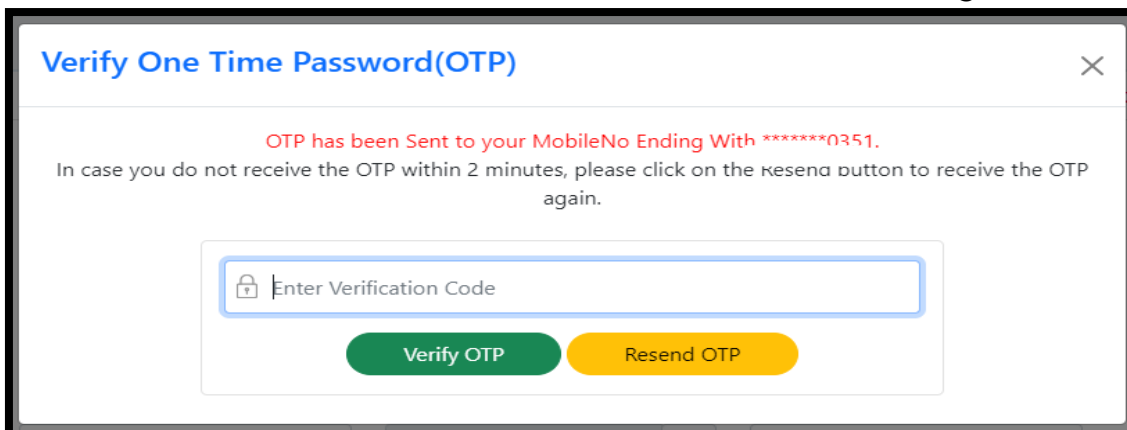 Verify One Time Password(OTP)
OTP has been Sent to your MobileNo Ending With *******0351.
In case you do not receive the OTP within 2 minutes, please click on the Resend button to receive the OTP
again.
Enter Verification Code
Verify OTP
Resend OTP